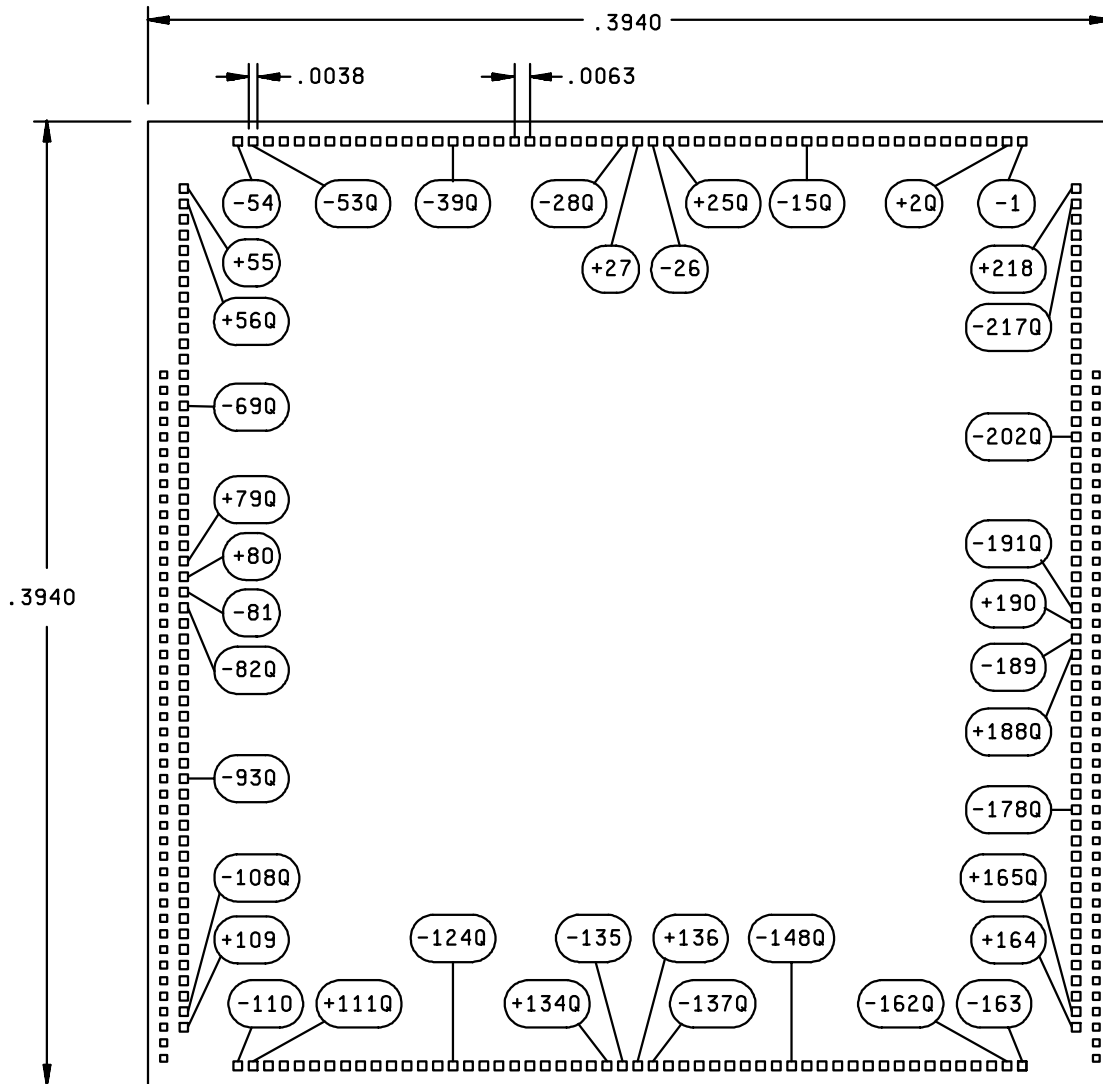 .3940
.0038
.0063
-54
-53Q
-39Q
-28Q
+25Q
-15Q
+2Q
-1
+55
+27
-26
+218
+56Q
-217Q
-69Q
-202Q
+79Q
-191Q
+80
.3940
-81
+190
-82Q
-189
+188Q
-93Q
-178Q
-108Q
+165Q
+109
-124Q
-135
+136
-148Q
+164
-110
+111Q
+134Q
-137Q
-162Q
-163